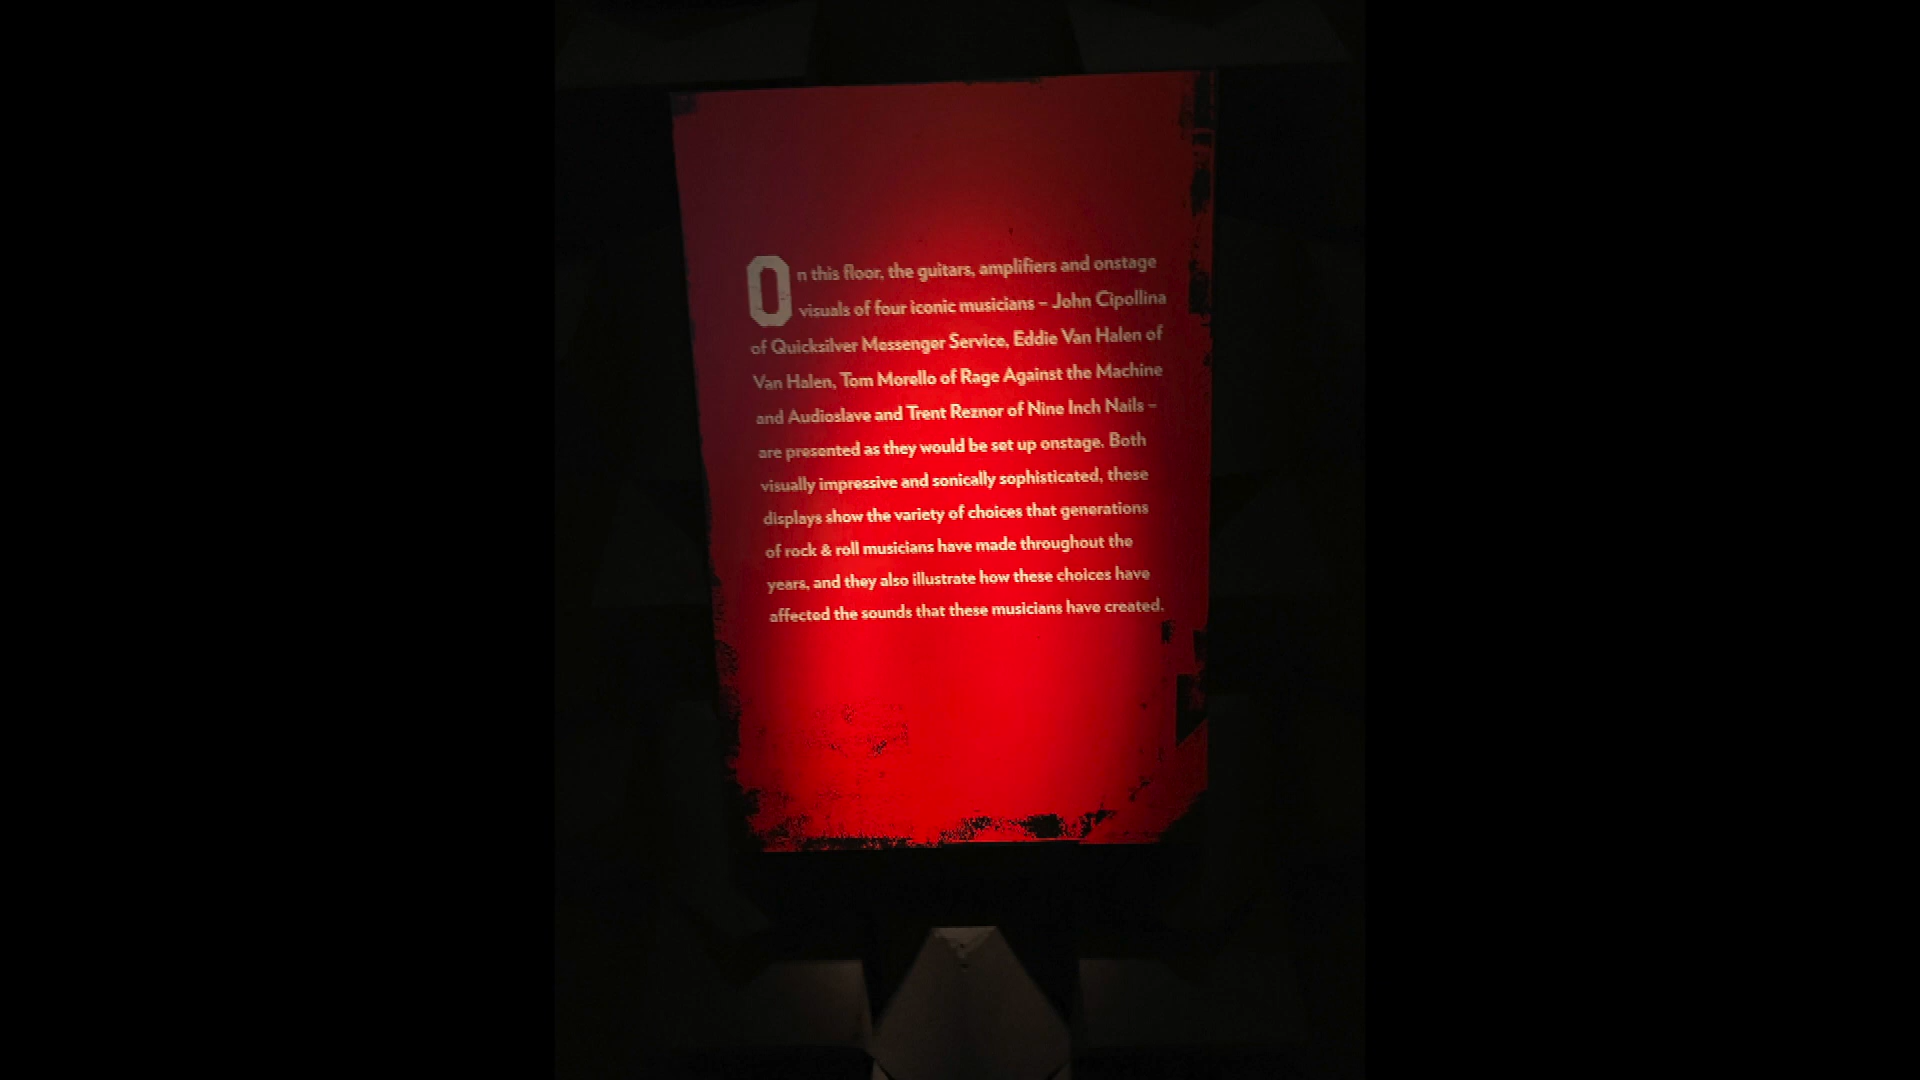 On this floor, the guitars, amplifiers and onstage
visuals of four iconic musicians – John Cipollina
of Quicksilver Messenger Service, Eddie Van Halen of
Van Halen, Tom Morello of Rage Against the Machine
and Audioslave and Trent Reznor of Nine Inch Nails –
are presented as they would be set up onstage. Both
visually impressive and sonically sophisticated, these
displays show the variety of choices that generations
of rock & roll musicians have made throughout the
years, and they also illustrate how these choices have
affected the sounds that these musicians have created.